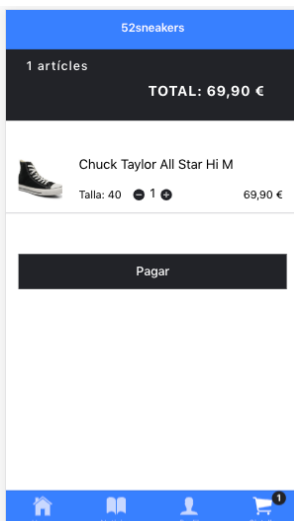 52sneakers
1 artícles
TOTAL: 69,90 €
Chuck Taylor All Star Hi M
Talla: 40 1 69,90 €
Pagar
1